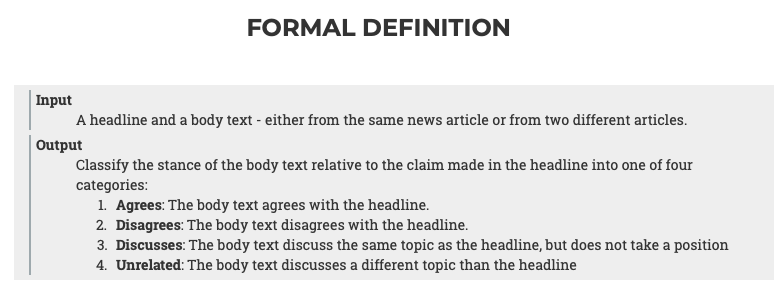 FORMAL DEFINITION
Input
A headline and a body text - either from the same news article or from two different articles.
Output
Classify the stance of the body text relative to the claim made in the headline into one of four
categories:
1. Agrees: The body text agrees with the headline.
2. Disagrees: The body text disagrees with the headline.
3. Discusses: The body text discuss the same topic as the headline, but does not take a position
4. Unrelated: The body text discusses a different topic than the headline